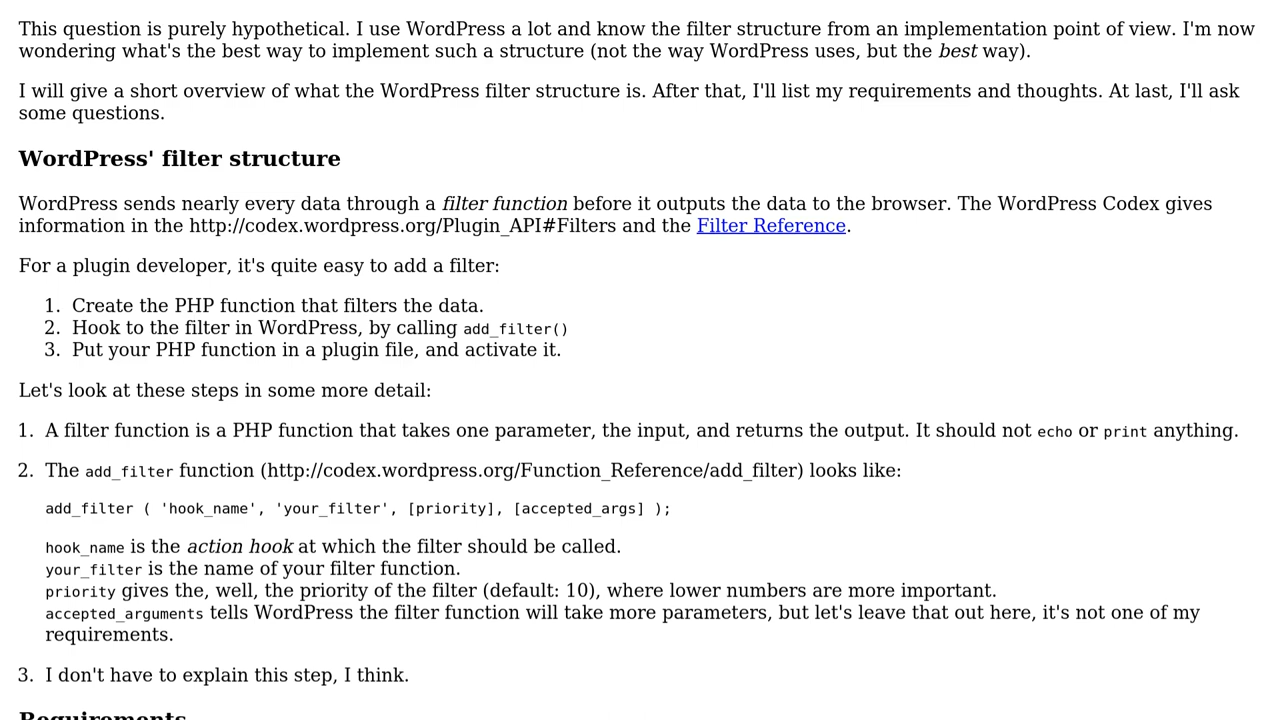 This question is purely hypothetical. I use WordPress a lot and know the filter structure from an implementation point of view. I'm now
wondering what's the best way to implement such a structure (not the way WordPress uses, but the best way).
I will give a short overview of what the WordPress filter structure is. After that, I'll list my requirements and thoughts. At last, I'll ask
some questions.
WordPress' filter structure
WordPress sends nearly every data through a filter function before it outputs the data to the browser. The WordPress Codex gives
information in the http://codex.wordpress.org/Plugin_API#Filters and the Filter Reference.
For a plugin developer, it's quite easy to add a filter:
1. Create the PHP function that filters the data.
2. Hook to the filter in WordPress, by calling add_filter()
3. Put your PHP function in a plugin file, and activate it.
Let's look at these steps in some more detail:
1. A filter function is a PHP function that takes one parameter, the input, and returns the output. It should not echo or print anything.
2. The add_filter function (http://codex.wordpress.org/Function_Reference/add_filter) looks like:
add_filter ( 'hook_name', 'your_filter', [priority], [accepted_args] );
hook_name is the action hook at which the filter should be called.
your_filter is the name of your filter function.
priority gives the, well, the priority of the filter (default: 10), where lower numbers are more important.
accepted_arguments tells WordPress the filter function will take more parameters, but let's leave that out here, it's not one of my
requirements.
3. I don't have to explain this step, I think.
Requirements